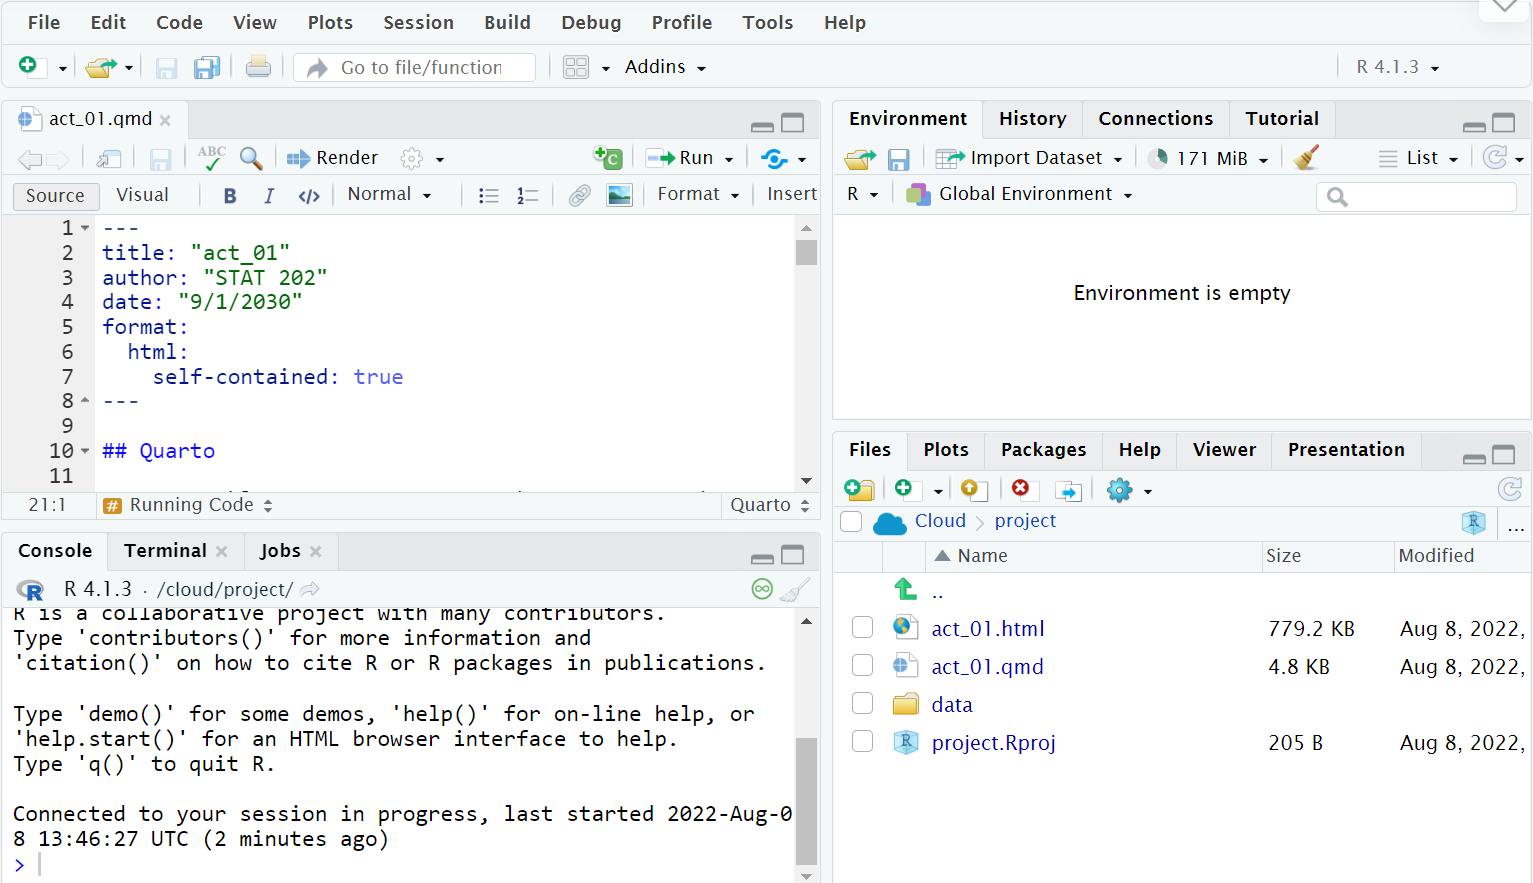 File Edit Code View Plots Session Build Debug Profile Tools Help
Go to file/function Addins R 4.1.3
act_01.qmd
ABC Render Run
Source Visual B I </> Normal Format Insert
1 ---
2 title: "act_01"
3 author: "STAT 202"
4 date: "9/1/2030"
5 format:
6 html:
7 self-contained: true
8 ---
9
10 ## Quarto
11
21:1 # Running Code Quarto
Console Terminal Jobs
R R 4.1.3 · /cloud/project/
R is a collaborative project with many contributors.
Type 'contributors()' for more information and
'citation()' on how to cite R or R packages in publications.
Type 'demo()' for some demos, 'help()' for on-line help, or
'help.start()' for an HTML browser interface to help.
Type 'q()' to quit R.
Connected to your session in progress, last started 2022-Aug-0
8 13:46:27 UTC (2 minutes ago)
>
Environment History Connections Tutorial
Import Dataset 171 MiB List
R Global Environment
Environment is empty
Files Plots Packages Help Viewer Presentation
Cloud project R ...
Name Size Modified
..
act_01.html 779.2 KB Aug 8, 2022,
act_01.qmd 4.8 KB Aug 8, 2022,
data
R project.Rproj 205 B Aug 8, 2022,